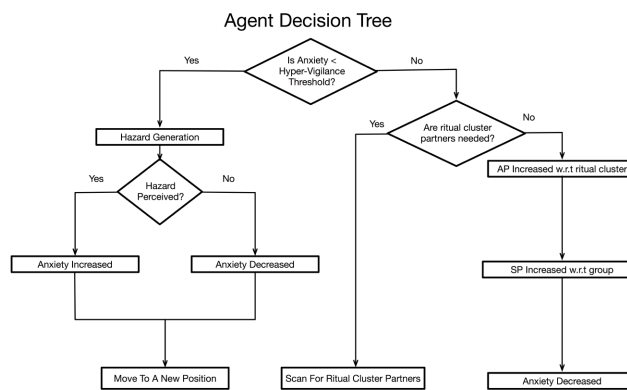 Agent Decision Tree
Is Anxiety <
Hyper-Vigilance
Threshold?
Yes
No
Hazard Generation
Are ritual cluster
partners needed?
Yes
No
Yes
Hazard
Perceived?
No
AP Increased w.r.t ritual cluster
Anxiety Increased
Anxiety Decreased
SP Increased w.r.t group
Move To A New Position
Scan For Ritual Cluster Partners
Anxiety Decreased